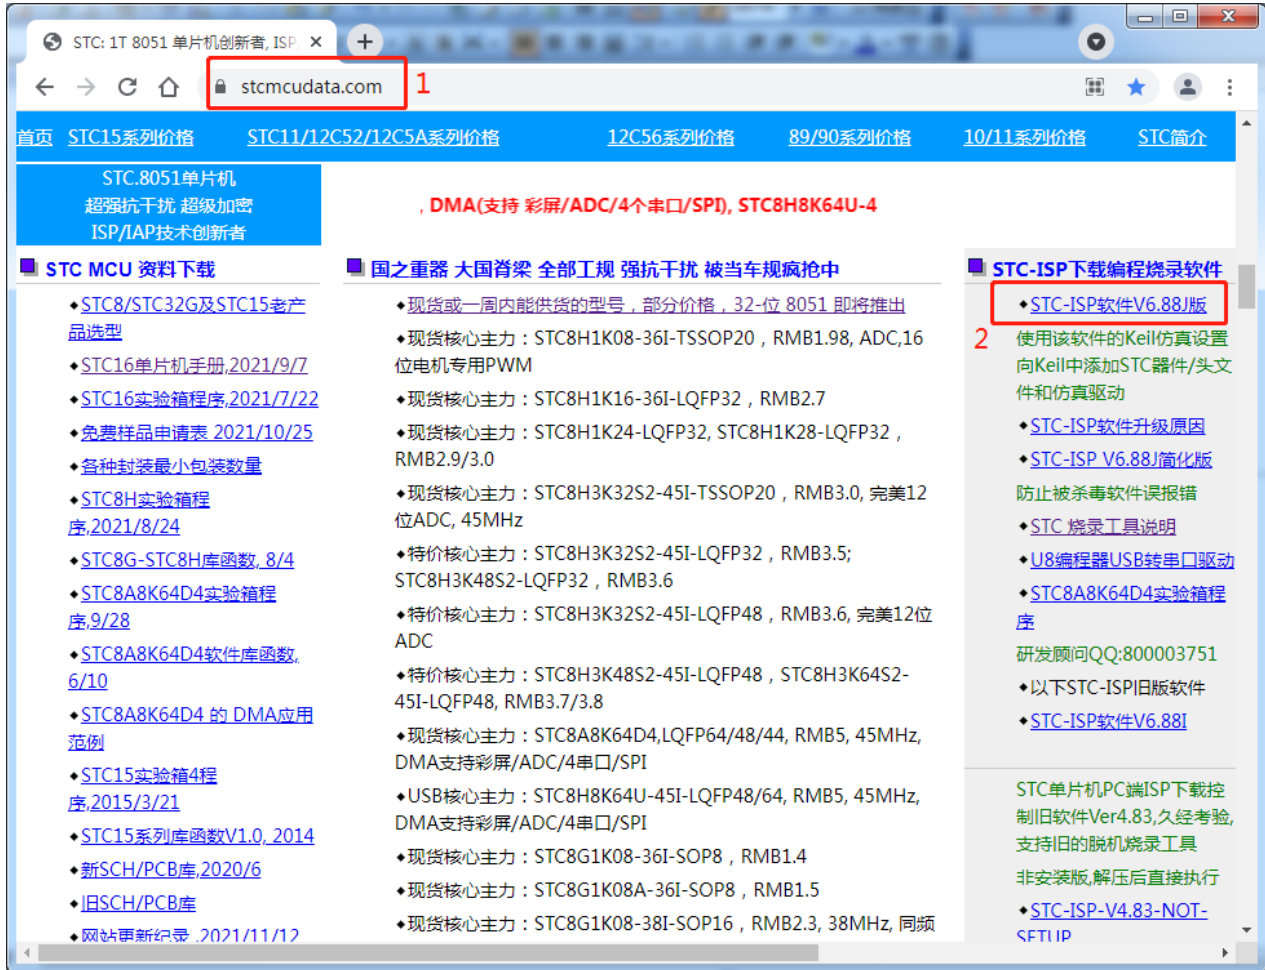 STC: 1T 8051 单片机创新者, ISP
stcmcudata.com
1
首页 STC15系列价格 STC11/12C52/12C5A系列价格 12C56系列价格 89/90系列价格 10/11系列价格 STC简介
STC.8051单片机
超强抗干扰 超级加密
ISP/IAP技术创新者
, DMA(支持 彩屏/ADC/4个串口/SPI), STC8H8K64U-4
STC MCU 资料下载
◆STC8/STC32G及STC15老产
品选型
◆STC16单片机手册,2021/9/7
◆STC16实验箱程序,2021/7/22
◆免费样品申请表 2021/10/25
◆各种封装最小包装数量
◆STC8H实验箱程
序,2021/8/24
◆STC8G-STC8H库函数, 8/4
◆STC8A8K64D4实验箱程
序,9/28
◆STC8A8K64D4软件库函数,
6/10
◆STC8A8K64D4 的 DMA应用
范例
◆STC15实验箱4程
序,2015/3/21
◆STC15系列库函数V1.0, 2014
◆新SCH/PCB库,2020/6
◆旧SCH/PCB库
◆网站更新纪录 ,2021/11/12
国之重器 大国脊梁 全部工规 强抗干扰 被当车规疯抢中
◆现货或一周内能供货的型号，部分价格，32-位 8051 即将推出
◆现货核心主力：STC8H1K08-36I-TSSOP20，RMB1.98, ADC,16
位电机专用PWM
◆现货核心主力：STC8H1K16-36I-LQFP32，RMB2.7
◆现货核心主力：STC8H1K24-LQFP32, STC8H1K28-LQFP32，
RMB2.9/3.0
◆现货核心主力：STC8H3K32S2-45I-TSSOP20，RMB3.0, 完美12
位ADC, 45MHz
◆特价核心主力：STC8H3K32S2-45I-LQFP32，RMB3.5;
STC8H3K48S2-LQFP32，RMB3.6
◆特价核心主力：STC8H3K32S2-45I-LQFP48，RMB3.6, 完美12位
ADC
◆特价核心主力：STC8H3K48S2-45I-LQFP48，STC8H3K64S2-
45I-LQFP48, RMB3.7/3.8
◆现货核心主力：STC8A8K64D4,LQFP64/48/44, RMB5, 45MHz,
DMA支持彩屏/ADC/4串口/SPI
◆USB核心主力：STC8H8K64U-45I-LQFP48/64, RMB5, 45MHz,
DMA支持彩屏/ADC/4串口/SPI
◆现货核心主力：STC8G1K08-36I-SOP8，RMB1.4
◆现货核心主力：STC8G1K08A-36I-SOP8，RMB1.5
◆现货核心主力：STC8G1K08-38I-SOP16，RMB2.3, 38MHz, 同频
STC-ISP下载编程烧录软件
◆STC-ISP软件V6.88J版
2
使用该软件的Keil仿真设置
向Keil中添加STC器件/头文
件和仿真驱动
◆STC-ISP软件升级原因
◆STC-ISP V6.88J简化版
防止被杀毒软件误报错
◆STC 烧录工具说明
◆U8编程器USB转串口驱动
◆STC8A8K64D4实验箱程
序
研发顾问QQ:800003751
◆以下STC-ISP旧版软件
◆STC-ISP软件V6.88I
STC单片机PC端ISP下载控
制旧软件Ver4.83,久经考验,
支持旧的脱机烧录工具
非安装版,解压后直接执行
◆STC-ISP-V4.83-NOT-
SETUP